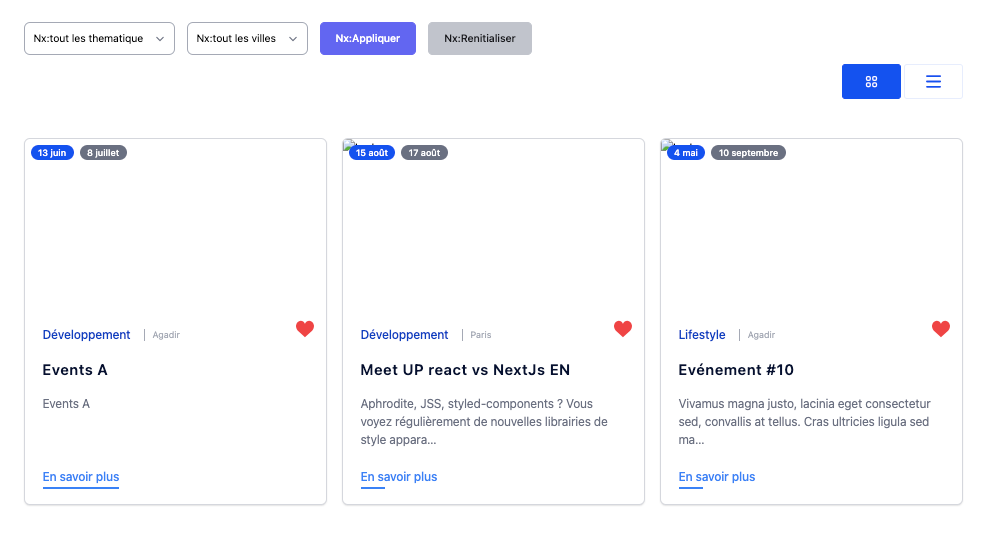 Nx:tout les thematique
Nx:tout les villes
Nx:Appliquer
Nx:Renitialiser
13 juin
8 juillet
15 août
17 août
4 mai
10 septembre
Développement
Agadir
Events A
Events A
En savoir plus
Développement
Paris
Meet UP react vs NextJs EN
Aphrodite, JSS, styled-components ? Vous
voyez régulièrement de nouvelles librairies de
style appara...
En savoir plus
Lifestyle
Agadir
Evénement #10
Vivamus magna justo, lacinia eget consectetur
sed, convallis at tellus. Cras ultricies ligula sed
ma...
En savoir plus